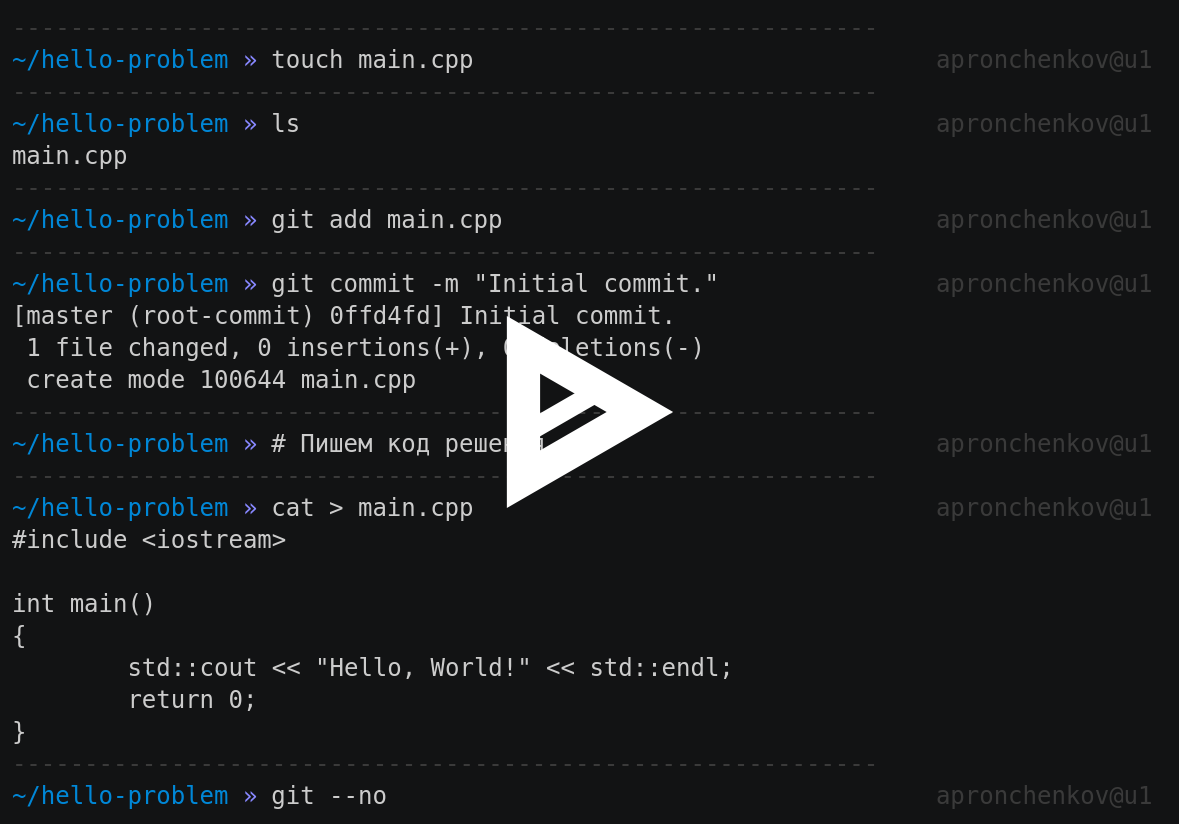 ~/hello-problem » touch main.cpp apronchenkov@u1
~/hello-problem » ls apronchenkov@u1
main.cpp
~/hello-problem » git add main.cpp apronchenkov@u1
~/hello-problem » git commit -m "Initial commit." apronchenkov@u1
[master (root-commit) 0ffd4fd] Initial commit.
 1 file changed, 0 insertions(+), 0 deletions(-)
 create mode 100644 main.cpp
~/hello-problem » # Пишем код решения apronchenkov@u1
~/hello-problem » cat > main.cpp apronchenkov@u1
#include <iostream>
int main()
{
        std::cout << "Hello, World!" << std::endl;
        return 0;
}
~/hello-problem » git --no apronchenkov@u1